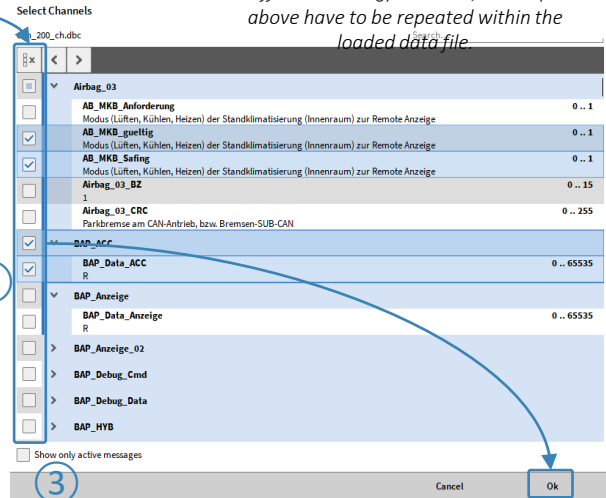 Select Channels
above have to be repeated within the
_200_ch.dbc
Search...
loaded data file.
Airbag_03
AB_MKB_Anforderung 0 .. 1
Modus (Lüften, Kühlen, Heizen) der Standklimatisierung (Innenraum) zur Remote Anzeige
AB_MKB_gueltig 0 .. 1
Modus (Lüften, Kühlen, Heizen) der Standklimatisierung (Innenraum) zur Remote Anzeige
AB_MKB_Safing 0 .. 1
Modus (Lüften, Kühlen, Heizen) der Standklimatisierung (Innenraum) zur Remote Anzeige
Airbag_03_BZ 0 .. 15
1
Airbag_03_CRC 0 .. 255
Parkbremse am CAN-Antrieb, bzw. Bremsen-SUB-CAN
BAP_ACC
BAP_Data_ACC 0 .. 65535
R
BAP_Anzeige
BAP_Data_Anzeige 0 .. 65535
R
BAP_Anzeige_02
BAP_Debug_Cmd
BAP_Debug_Data
BAP_HYB
Show only active messages
3
Cancel Ok